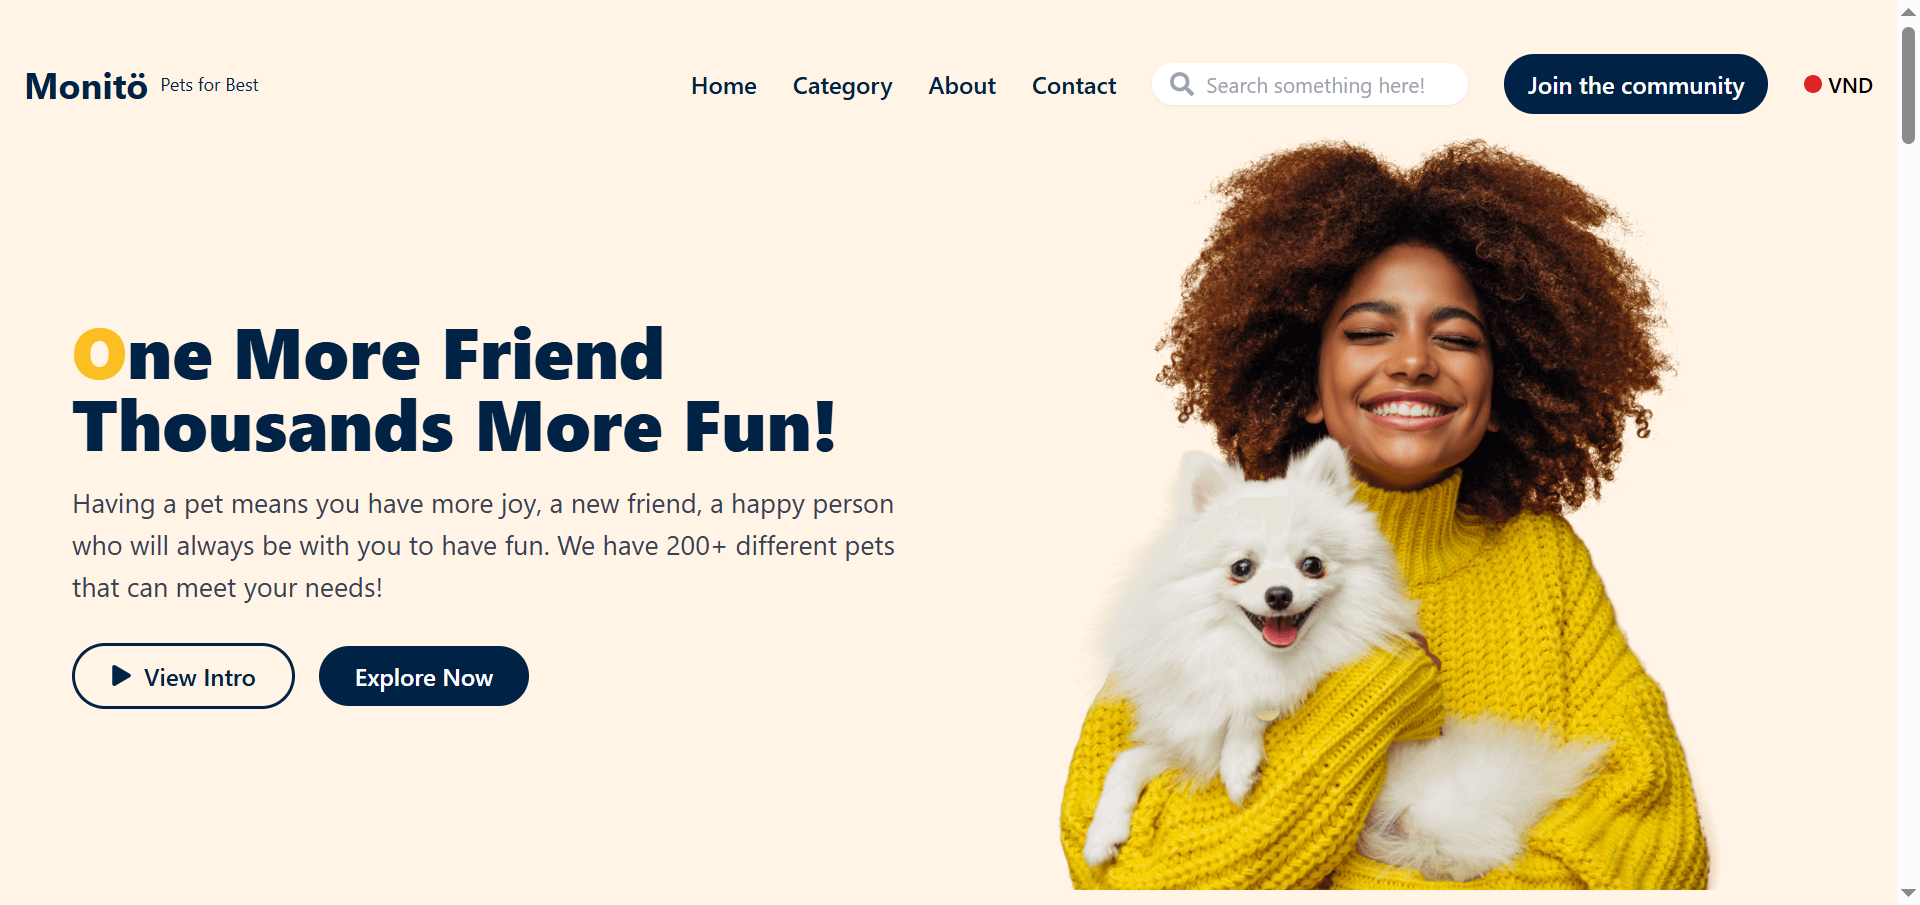 Monitö Pets for Best
Home Category About Contact Search something here! Join the community VND
One More Friend
Thousands More Fun!
Having a pet means you have more joy, a new friend, a happy person
who will always be with you to have fun. We have 200+ different pets
that can meet your needs!
View Intro Explore Now